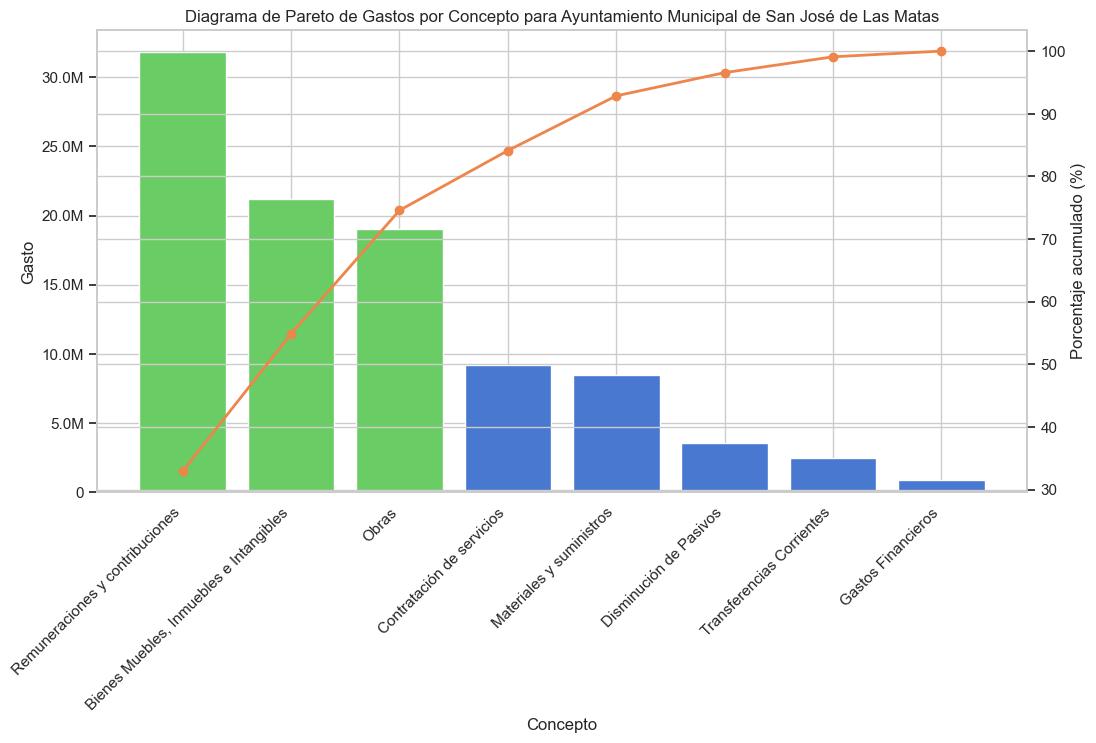 Diagrama de Pareto de Gastos por Concepto para Ayuntamiento Municipal de San José de Las Matas
Gasto
30.0M
25.0M
20.0M
15.0M
10.0M
5.0M
0
100
90
80
70
60
50
40
30
Porcentaje acumulado (%)
Remuneraciones y contribuciones
Bienes Muebles, Inmuebles e Intangibles
Obras
Contratación de servicios
Materiales y suministros
Disminución de Pasivos
Transferencias Corrientes
Gastos Financieros
Concepto